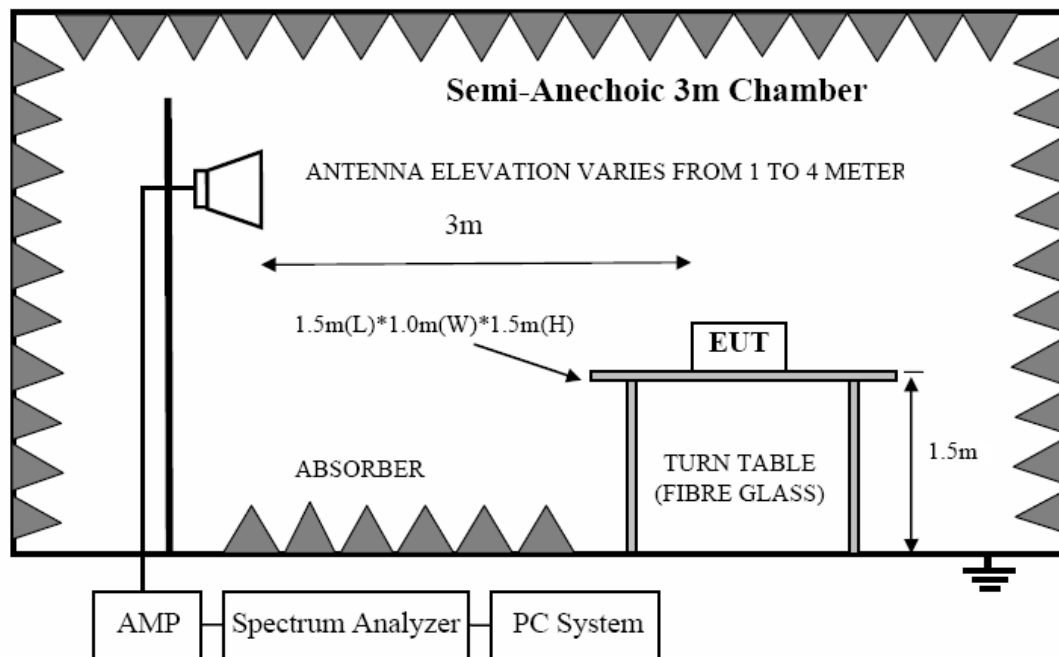 Semi-Anechoic 3m Chamber
ANTENNA ELEVATION VARIES FROM 1 TO 4 METER
3m
1.5m(L)*1.0m(W)*1.5m(H)
EUT
1.5m
ABSORBER
TURN TABLE
(FIBRE GLASS)
AMP
Spectrum Analyzer
PC System